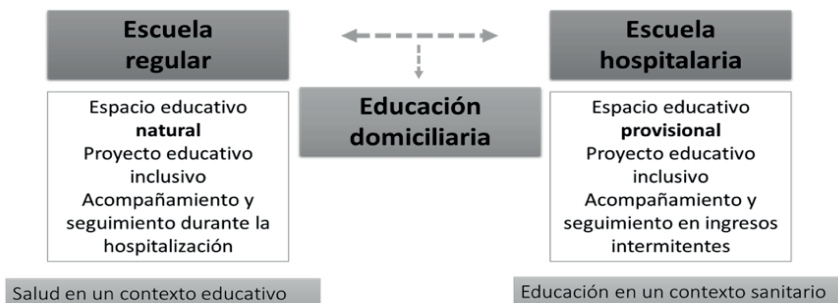 Escuela
regular
Espacio educativo
natural
Proyecto educativo
inclusivo
Acompañamiento y
seguimiento durante la
hospitalización
Salud en un contexto educativo
Educación
domiciliaria
Escuela
hospitalaria
Espacio educativo
provisional
Proyecto educativo
inclusivo
Acompañamiento y
seguimiento en ingresos
intermitentes
Educación en un contexto sanitario